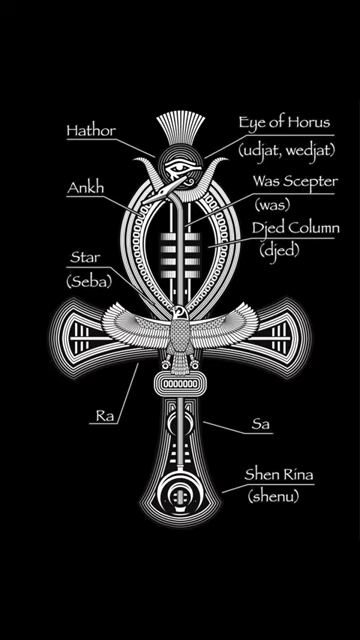 Hathor
Eye of Horus
(udjat, wedjat)
Ankh
Was Scepter
(was)
Djed Column
(djed)
Star
(Seba)
Ra
Sa
Shen Rina
(shenu)